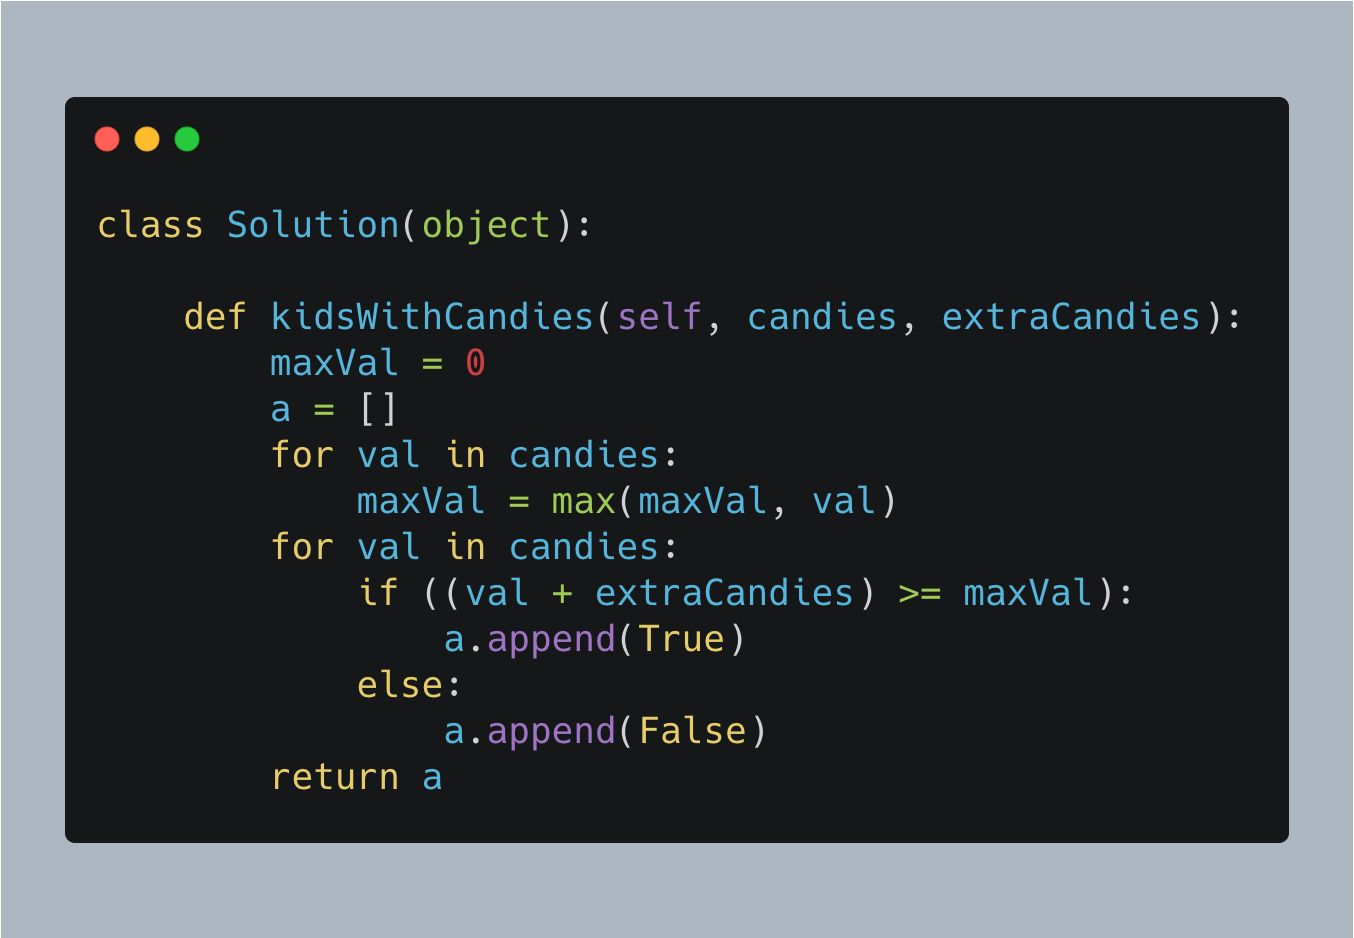 class Solution(object):

    def kidsWithCandies(self, candies, extraCandies):
        maxVal = 0
        a = []
        for val in candies:
            maxVal = max(maxVal, val)
        for val in candies:
            if ((val + extraCandies) >= maxVal):
                a.append(True)
            else:
                a.append(False)
        return a